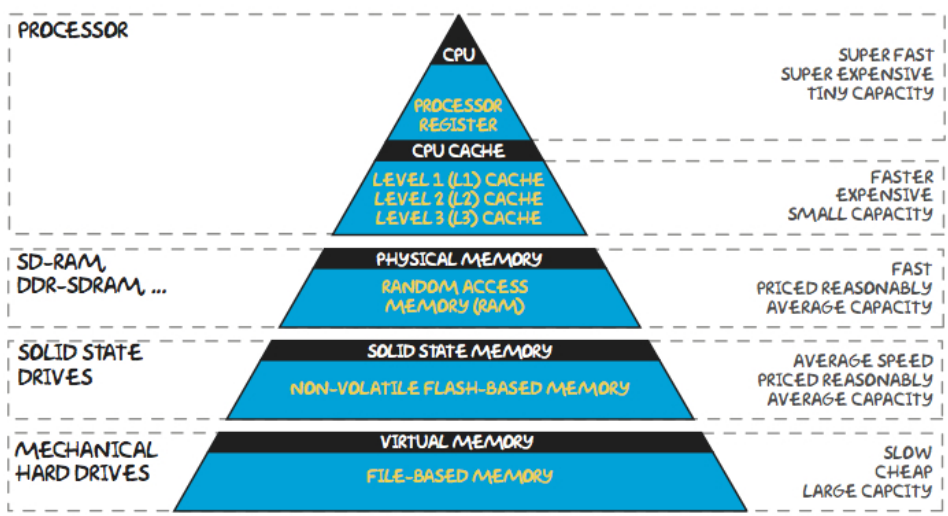 PROCESSOR
CPU
SUPER FAST
SUPER EXPENSIVE
TINY CAPACITY
PROCESSOR
REGISTER
CPU CACHE
LEVEL 1 (L1) CACHE
LEVEL 2 (L2) CACHE
LEVEL 3 (L3) CACHE
FASTER
EXPENSIVE
SMALL CAPACITY
SD-RAM,
DDR-SDRAM, ...
PHYSICAL MEMORY
RANDOM ACCESS
MEMORY (RAM)
FAST
PRICED REASONABLY
AVERAGE CAPACITY
SOLID STATE
DRIVES
SOLID STATE MEMORY
NON-VOLATILE FLASH-BASED MEMORY
AVERAGE SPEED
PRICED REASONABLY
AVERAGE CAPACITY
MECHANICAL
HARD DRIVES
VIRTUAL MEMORY
FILE-BASED MEMORY
SLOW
CHEAP
LARGE CAPCITY